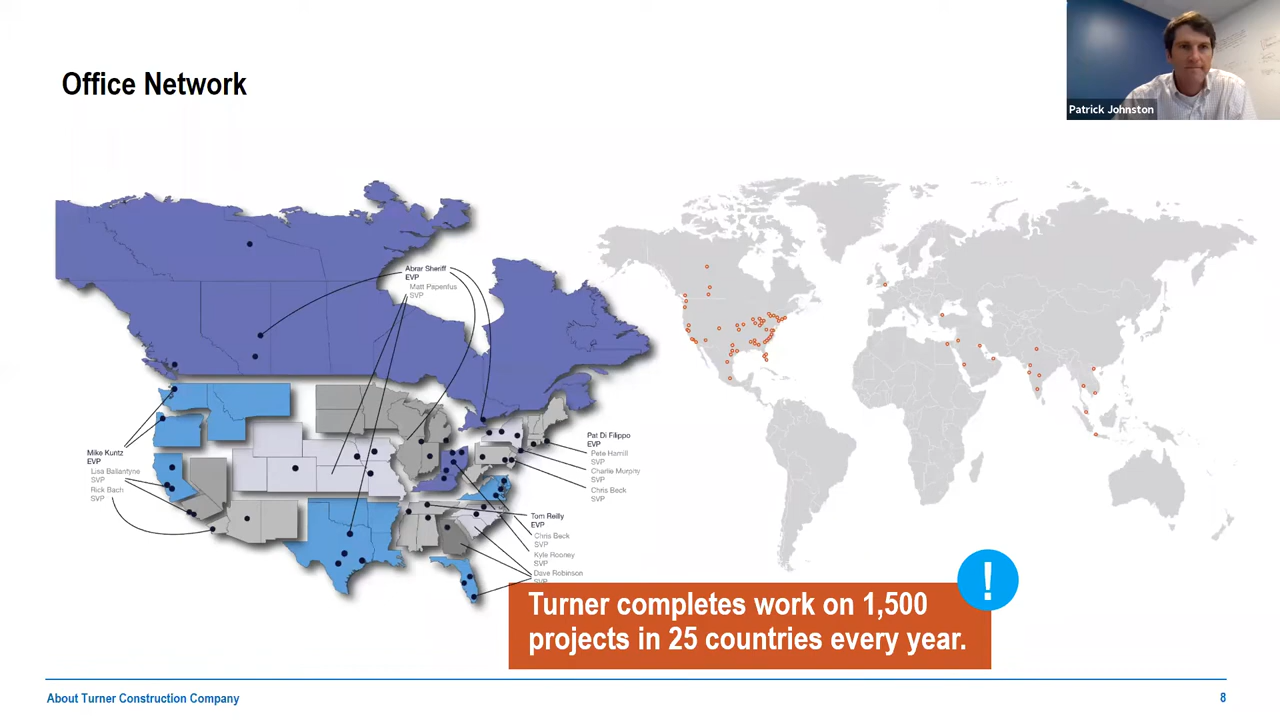 Office Network
Patrick Johnston
Abrar Sheriff
EVP
Matt Papenfus
SVP
Mike Kuntz
EVP
Lisa Ballantyne
SVP
Rick Bach
SVP
Pat Di Filippo
EVP
Pete Hamill
SVP
Charlie Murphy
SVP
Chris Beck
SVP
Tom Reilly
EVP
Chris Beck
SVP
Kyle Rooney
SVP
Dave Robinson
SVP
!
Turner completes work on 1,500
projects in 25 countries every year.
About Turner Construction Company
8